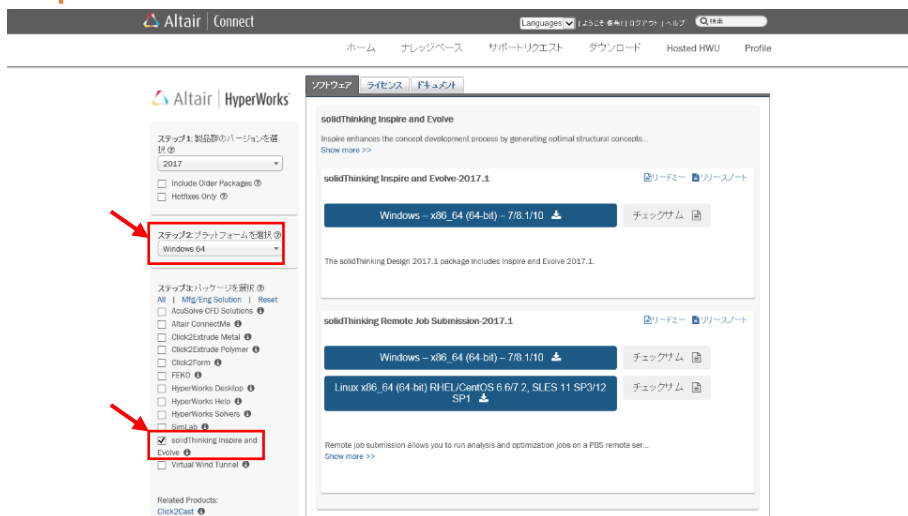 Altair | Connect
Languages
ようこそ
| ログアウト | ヘルプ
検索
ホーム ナレッジベース サポートリクエスト ダウンロード Hosted HWU Profile
Altair | HyperWorks
ステップ1: 製品群のバージョンを選択
2017
Include Older Packages
Hotfixes Only
ステップ2: プラットフォームを選択
Windows 64
ステップ3: パッケージを選択
All | Mfg/Eng Solution | Reset
AcuSolve CFD Solutions
Altair ConnectMe
Click2Extrude Metal
Click2Extrude Polymer
Click2Form
FEKO
HyperWorks Desktop
HyperWorks Help
HyperWorks Solvers
SimLab
solidThinking Inspire and
Evolve
Virtual Wind Tunnel
Related Products:
Click2Cast
ソフトウェア ライセンス ドキュメント
solidThinking Inspire and Evolve
Inspire enhances the concept development process by generating optimal structural concepts...
Show more >>
solidThinking Inspire and Evolve-2017.1 リードミー リリースノート
Windows – x86_64 (64-bit) – 7/8.1/10 チェックサム
The solidThinking Design 2017.1 package includes Inspire and Evolve 2017.1.
solidThinking Remote Job Submission-2017.1 リードミー リリースノート
Windows – x86_64 (64-bit) – 7/8.1/10 チェックサム
Linux x86_64 (64-bit) RHEL/CentOS 6.6/7 2, SLES 11 SP3/12
SP1
チェックサム
Remote job submission allows you to run analysis and optimization jobs on a PBS remote ser...
Show more >>